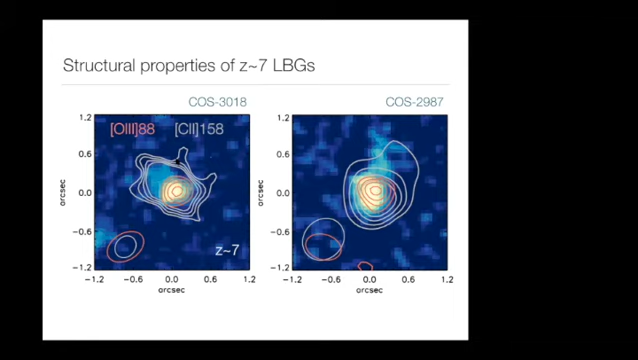 Structural properties of z~7 LBGs
COS-3018
COS-2987
[OIII]88 [CII]158
1.2
0.6
0.0
−0.6
−1.2
arcsec
z~7
−1.2 −0.6 0.0 0.6 1.2
arcsec
1.2
0.6
0.0
−0.6
−1.2
arcsec
−1.2 −0.6 0.0 0.6 1.2
arcsec